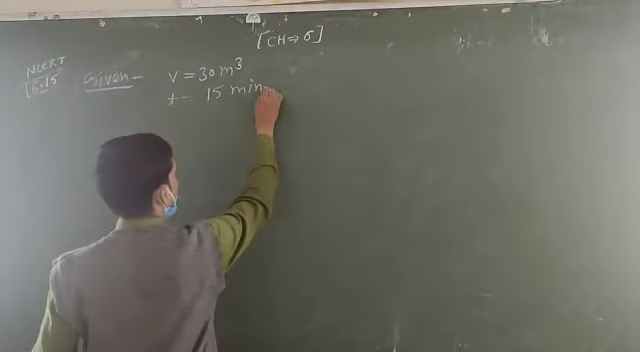 [CH⇒6]
NCERT
6.15
Given—
V = 30 m³
t = 15 min